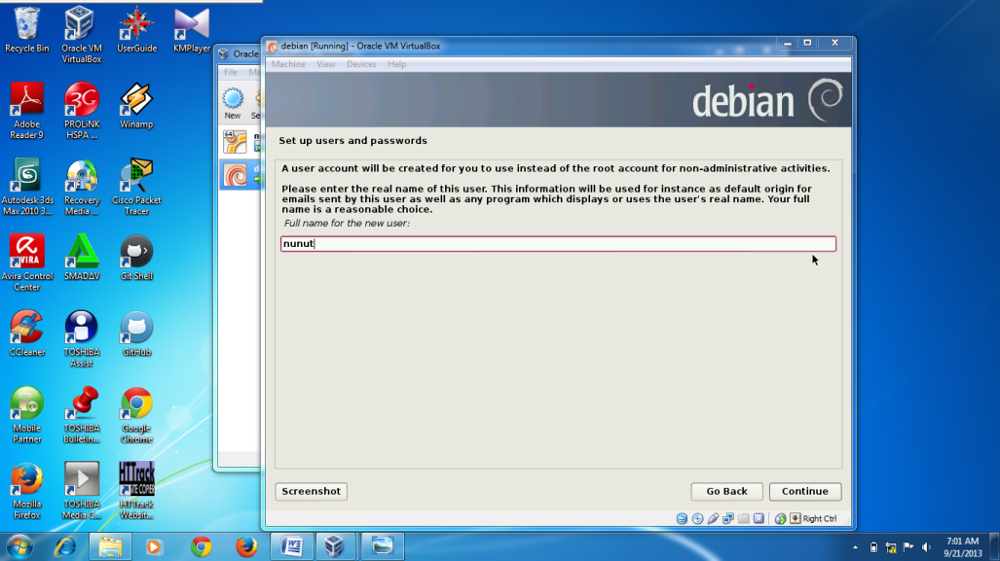 Recycle Bin
Oracle VM
VirtualBox
UserGuide
KMPlayer
Adobe
Reader 9
PROLiNK
HSPA ...
Winamp
Autodesk 3ds
Max 2010 3...
Recovery
Media ...
Cisco Packet
Tracer
Avira Control
Center
SMADΔV
Git Shell
CCleaner
TOSHIBA
Assist
GitHub
Mobile
Partner
TOSHIBA
Bulletin...
Google
Chrome
Mozilla
Firefox
TOSHIBA
Media C...
HTTrack
Websit...
Oracle
File
New
debian [Running] - Oracle VM VirtualBox
Machine View Devices Help
debian
Set up users and passwords
A user account will be created for you to use instead of the root account for non-administrative activities.
Please enter the real name of this user. This information will be used for instance as default origin for
emails sent by this user as well as any program which displays or uses the user's real name. Your full
name is a reasonable choice.
Full name for the new user:
nunut
Screenshot
Go Back
Continue
Right Ctrl
7:01 AM
9/21/2013